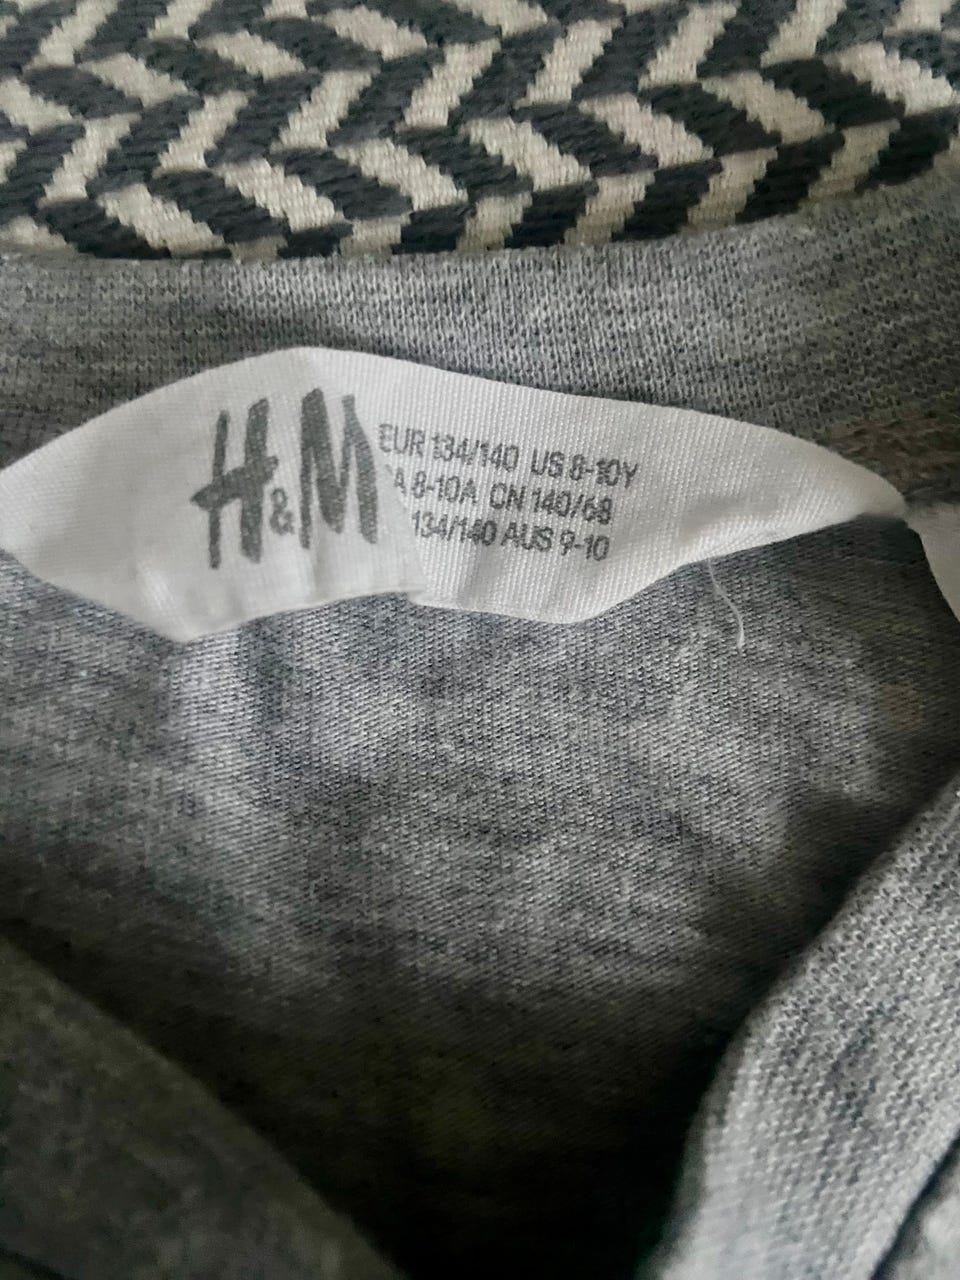 H&M
EUR 134/140 US 8-10Y
A 8-10A CN 140/68
134/140 AUS 9-10